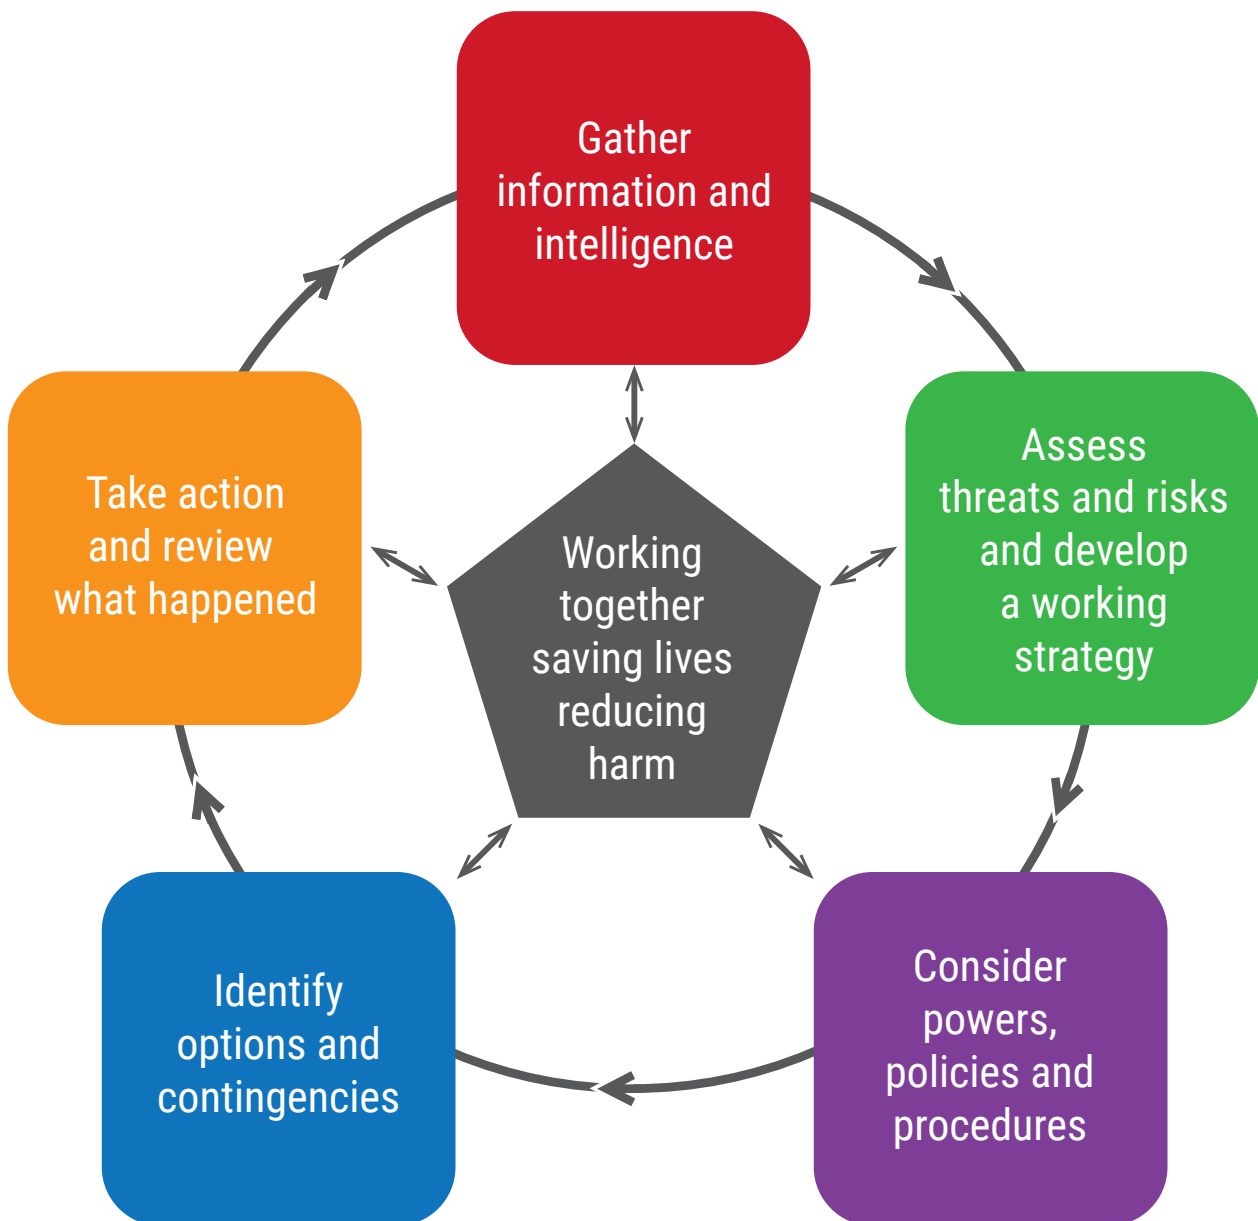 Gather
information and
intelligence
Assess
threats and risks
and develop
a working
strategy
Consider
powers,
policies and
procedures
Identify
options and
contingencies
Take action
and review
what happened
Working
together
saving lives
reducing
harm